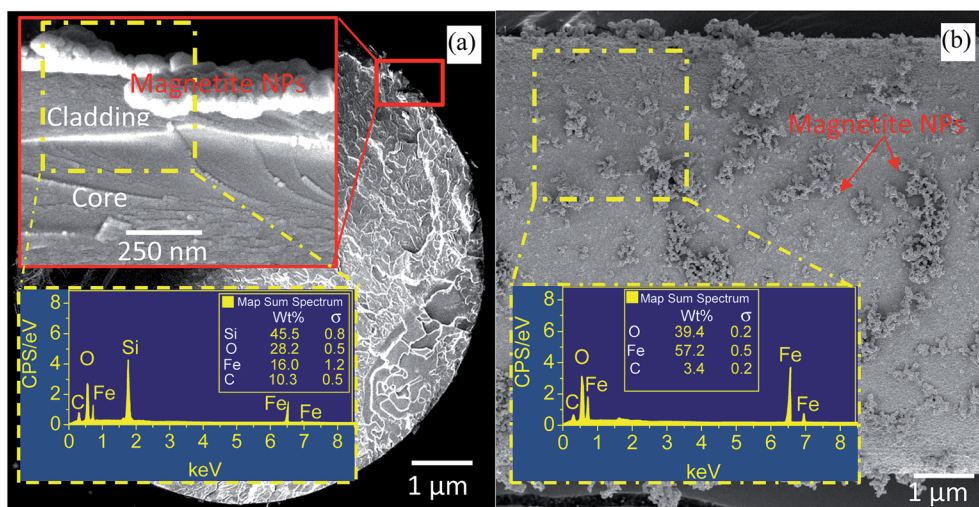 (a)
Magnetite NPs
Cladding
Core
250 nm
Map Sum Spectrum
Wt% σ
Si 45.5 0.8
O 28.2 0.5
Fe 16.0 1.2
C 10.3 0.5
CPS/eV
8
6
4
2
0
C
O
Fe
Si
Fe
Fe
0 1 2 3 4 5 6 7 8
keV
1 μm
(b)
Magnetite NPs
Map Sum Spectrum
Wt% σ
O 39.4 0.2
Fe 57.2 0.5
C 3.4 0.2
CPS/eV
8
6
4
2
0
C
O
Fe
Fe
Fe
0 1 2 3 4 5 6 7 8
keV
1 μm